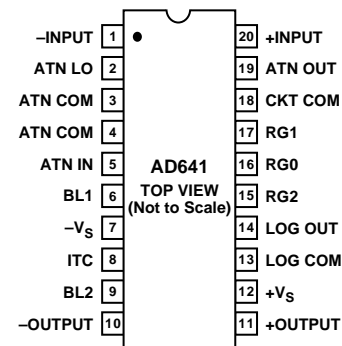 –INPUT 1 20 +INPUT
ATN LO 2 19 ATN OUT
ATN COM 3 18 CKT COM
ATN COM 4 17 RG1
ATN IN 5 16 RG0
AD641
BL1 6 TOP VIEW 15 RG2
(Not to Scale)
–VS 7 14 LOG OUT
ITC 8 13 LOG COM
BL2 9 12 +VS
–OUTPUT 10 11 +OUTPUT